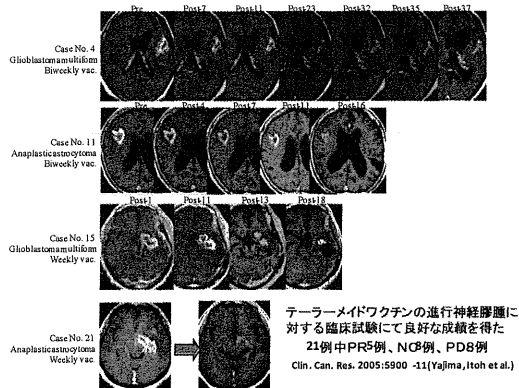 Pre Post7 Post11 Post23 Post32 Post35 Post37
Case No. 4
Glioblastomamultiform
Biweekly vac.
Pre Post4 Post7 Post11 Post16
Case No. 11
Anaplasticastrocytoma
Biweekly vac.
Post1 Post11 Post13 Post18
Case No. 15
Glioblastomamultiform
Weekly vac.
Case No. 21
Anaplasticastrocytoma
Weekly vac.
テーラーメイドワクチンの進行神経膠腫に
対する臨床試験にて良好な成績を得た
21例中PR5例、NC8例、PD8例
Clin. Can. Res. 2005:5900 -11(Yajima, Itoh et al.)